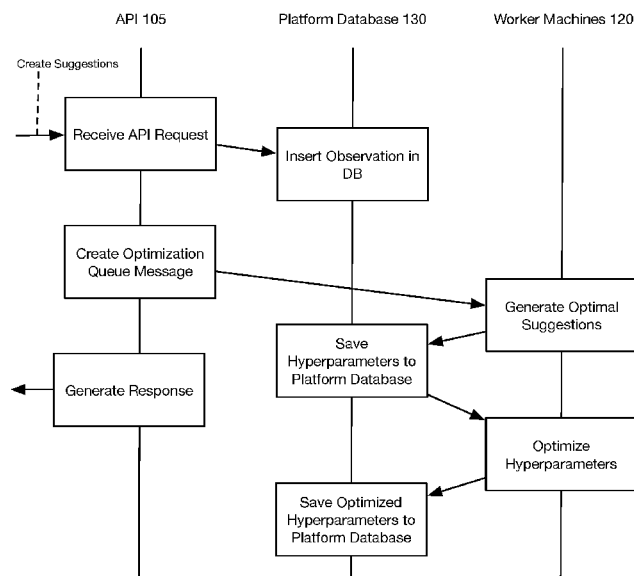 API 105
Platform Database 130
Worker Machines 120
Create Suggestions
Receive API Request
Insert Observation in
DB
Create Optimization
Queue Message
Generate Optimal
Suggestions
Save
Hyperparameters to
Platform Database
Generate Response
Optimize
Hyperparameters
Save Optimized
Hyperparameters to
Platform Database